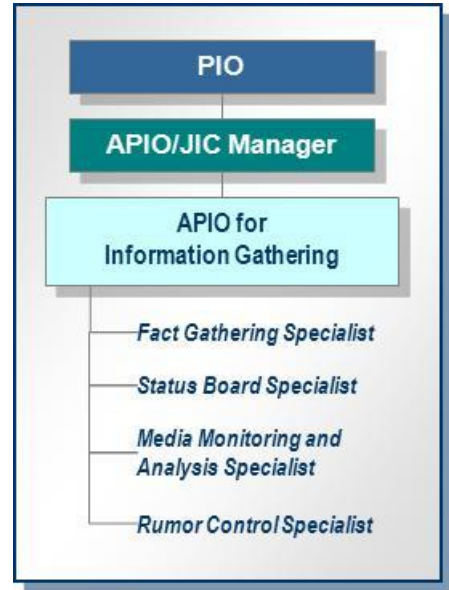 PIO
APIO/JIC Manager
APIO for
Information Gathering
Fact Gathering Specialist
Status Board Specialist
Media Monitoring and
Analysis Specialist
Rumor Control Specialist